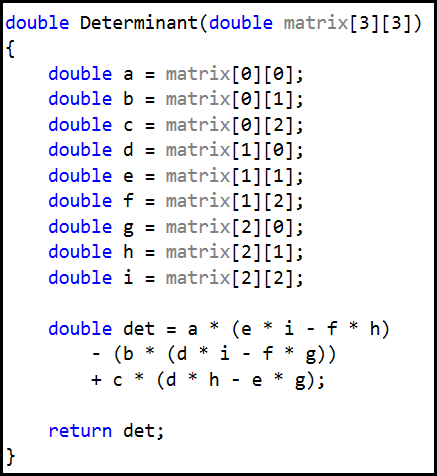 double Determinant(double matrix[3][3])
{
    double a = matrix[0][0];
    double b = matrix[0][1];
    double c = matrix[0][2];
    double d = matrix[1][0];
    double e = matrix[1][1];
    double f = matrix[1][2];
    double g = matrix[2][0];
    double h = matrix[2][1];
    double i = matrix[2][2];

    double det = a * (e * i - f * h)
        - (b * (d * i - f * g))
        + c * (d * h - e * g);

    return det;
}